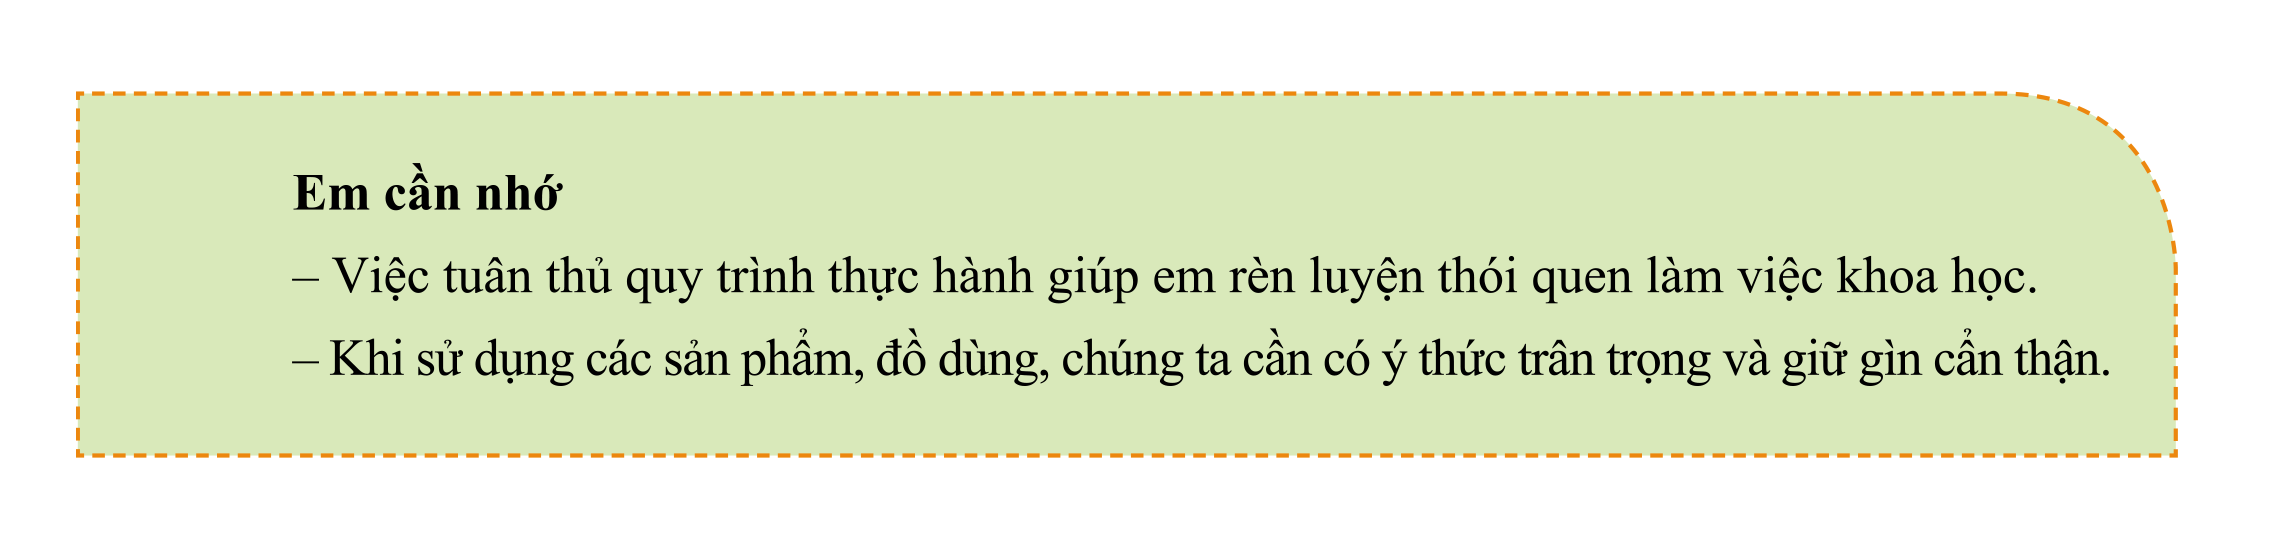 Em cần nhớ
– Việc tuân thủ quy trình thực hành giúp em rèn luyện thói quen làm việc khoa học.
– Khi sử dụng các sản phẩm, đồ dùng, chúng ta cần có ý thức trân trọng và giữ gìn cẩn thận.